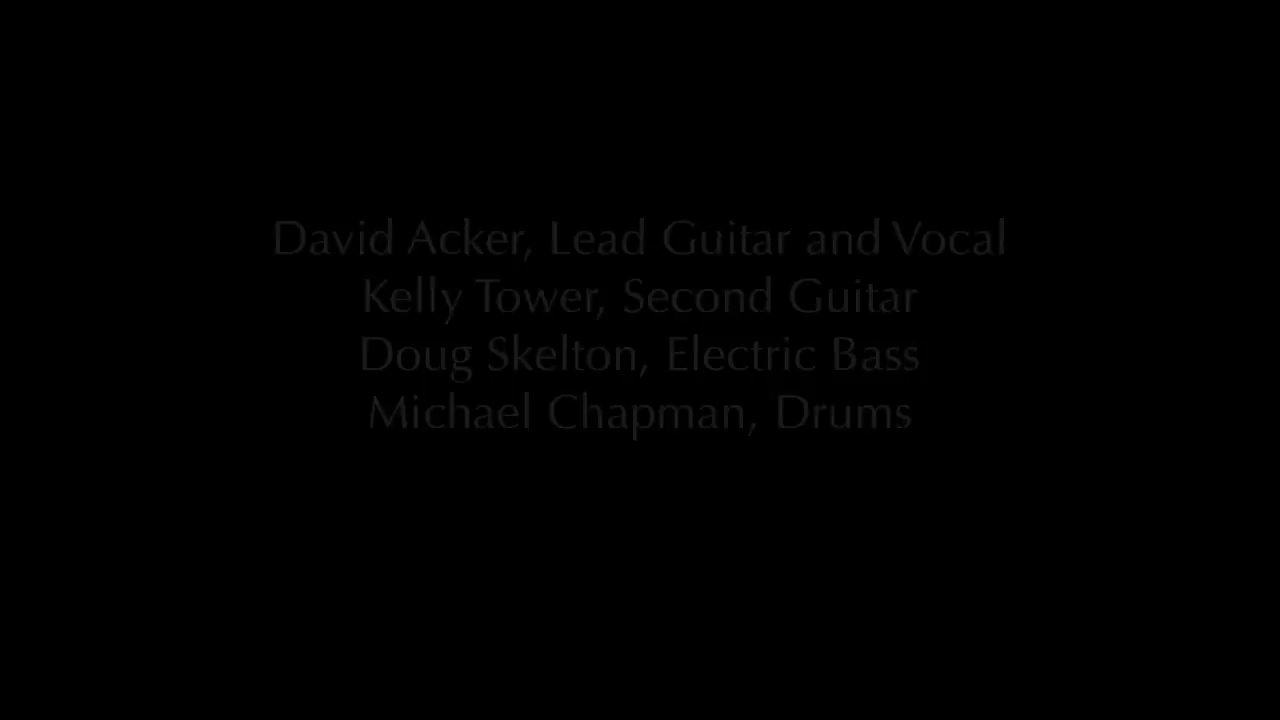 David Acker, Lead Guitar and Vocal
Kelly Tower, Second Guitar
Doug Skelton, Electric Bass
Michael Chapman, Drums